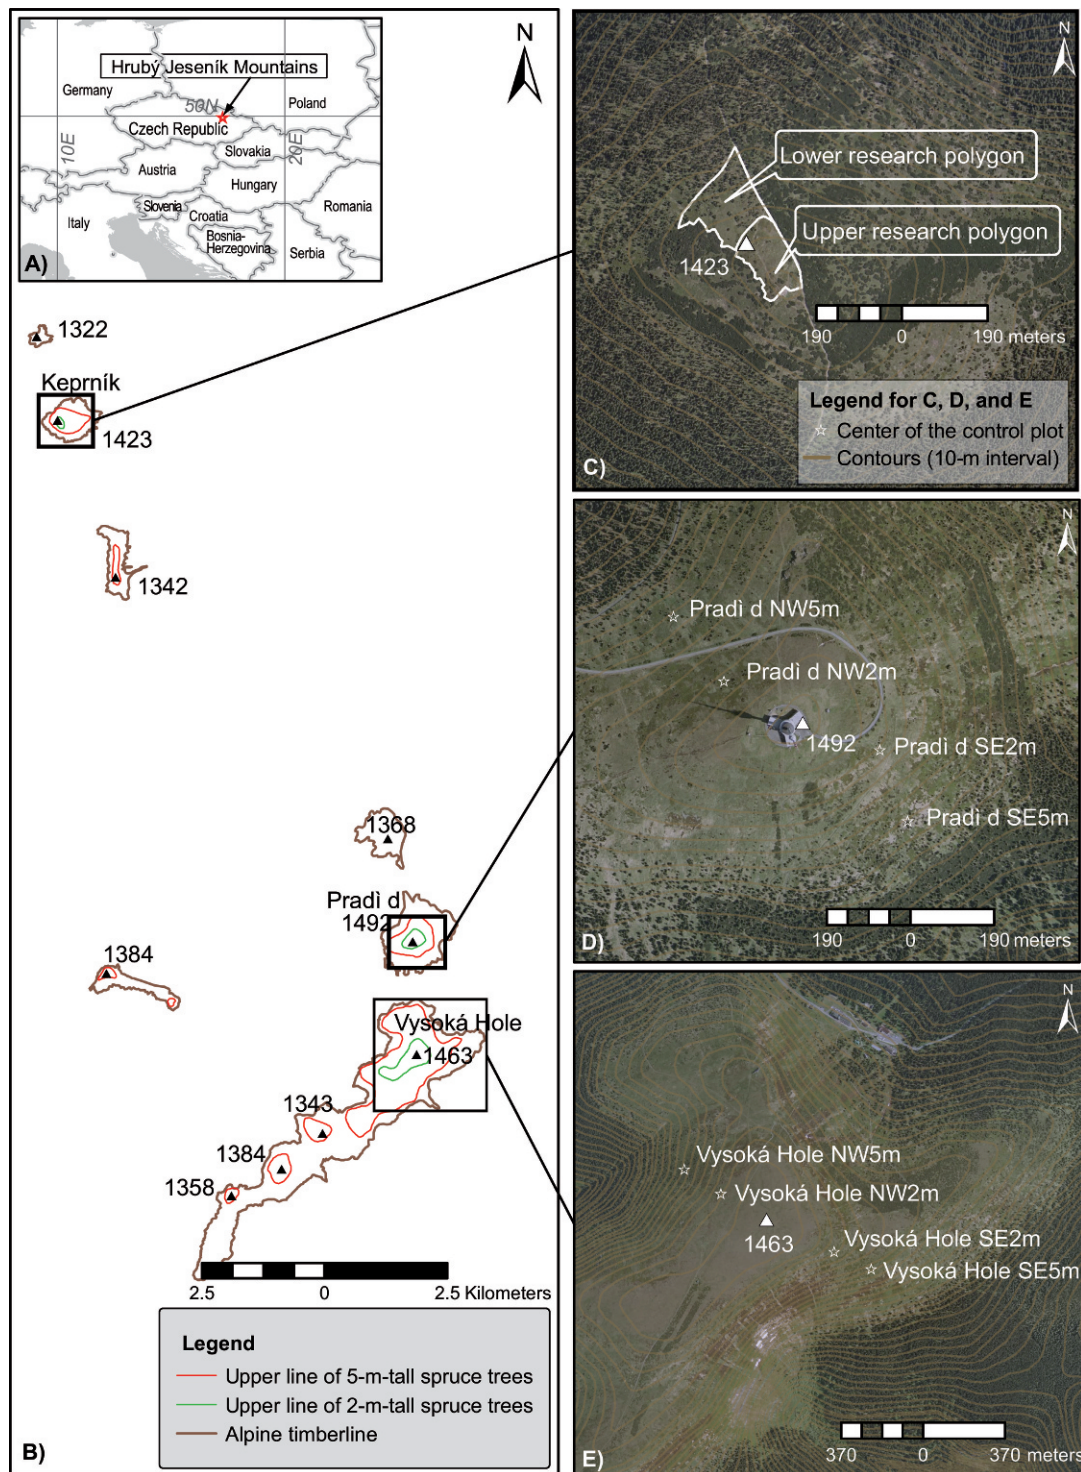 N
Hrubý Jeseník Mountains
Germany
50N
Poland
Czech Republic
10E
20E
Slovakia
Austria
Hungary
Slovenia
Croatia
Romania
Italy
Bosnia-
Herzegovina
Serbia
A)
1322
Keprník
1423
1342
1368
Pradì d
1492
1384
Vysoká Hole
1463
1343
1384
1358
2.5
0
2.5 Kilometers
Legend
Upper line of 5-m-tall spruce trees
Upper line of 2-m-tall spruce trees
Alpine timberline
B)
N
Lower research polygon
Upper research polygon
1423
190
0
190 meters
Legend for C, D, and E
Center of the control plot
Contours (10-m interval)
C)
N
Pradì d NW5m
Pradì d NW2m
1492
Pradì d SE2m
Pradì d SE5m
190
0
190 meters
D)
N
Vysoká Hole NW5m
Vysoká Hole NW2m
1463
Vysoká Hole SE2m
Vysoká Hole SE5m
370
0
370 meters
E)